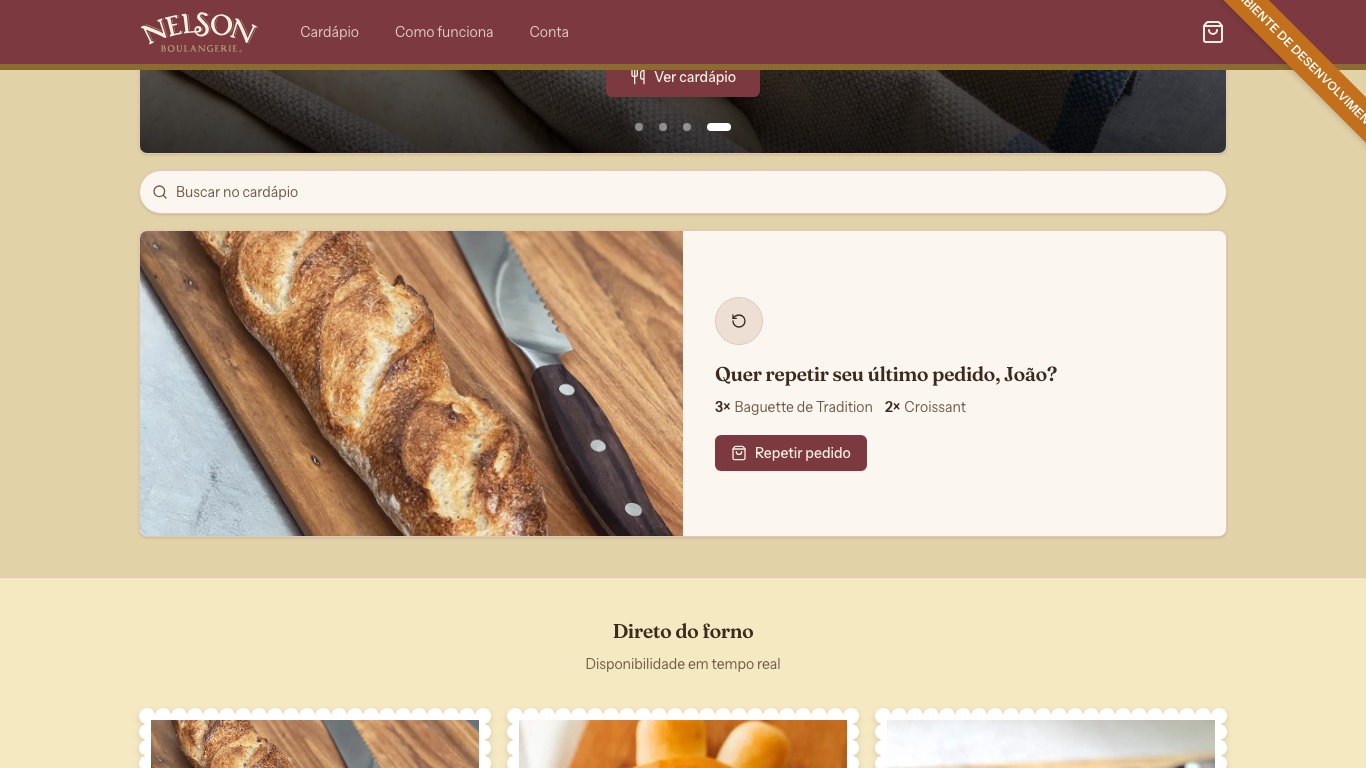 NELSON
BOULANGERIE.
Cardápio
Como funciona
Conta
BIENTE DE DESENVOLVIMEN
Ver cardápio
Buscar no cardápio
Quer repetir seu último pedido, João?
3× Baguette de Tradition 2× Croissant
Repetir pedido
Direto do forno
Disponibilidade em tempo real